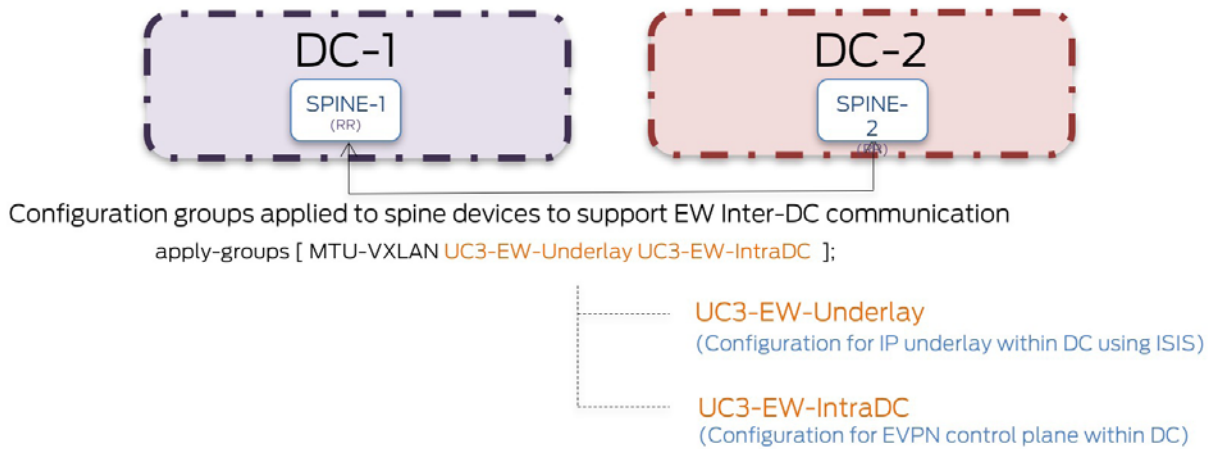 DC-1
SPINE-1
(RR)
DC-2
SPINE-
2
(RR)
Configuration groups applied to spine devices to support EW Inter-DC communication
apply-groups [ MTU-VXLAN UC3-EW-Underlay UC3-EW-IntraDC ];
UC3-EW-Underlay
(Configuration for IP underlay within DC using ISIS)
UC3-EW-IntraDC
(Configuration for EVPN control plane within DC)